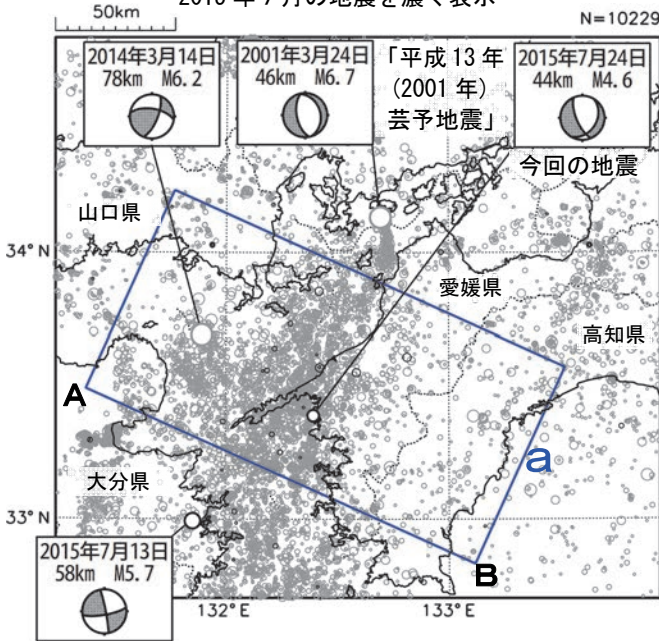 50km
2015 年 7 月の地震を濃く表示
N=10229
2014年3月14日
78km M6.2
2001年3月24日
46km M6.7
「平成 13 年
(2001 年)
芸予地震」
2015年7月24日
44km M4.6
今回の地震
山口県
34°N
愛媛県
高知県
A
a
大分県
33°N
B
2015年7月13日
58km M5.7
132°E
133°E